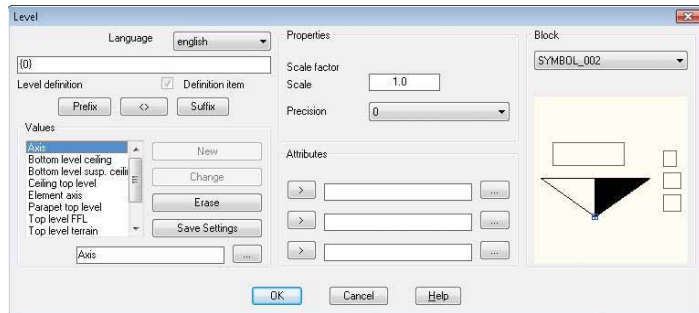 Level
Language
english
{0}
Level definition
Definition item
Prefix
<>
Suffix
Values
Axis
Bottom level ceiling
Bottom level susp. ceili
Ceiling top level
Element axis
Parapet top level
Top level FFL
Top level terrain
New
Change
Erase
Save Settings
Axis
...
Properties
Scale factor
Scale
1.0
Precision
0
Attributes
>
...
>
...
>
...
Block
SYMBOL_002
OK
Cancel
Help